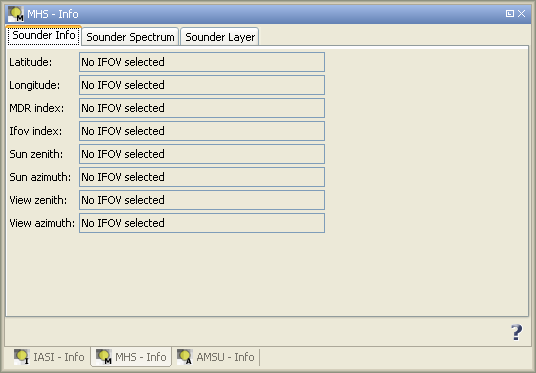 MHS - Info
Sounder Info Sounder Spectrum Sounder Layer
Latitude: No IFOV selected
Longitude: No IFOV selected
MDR index: No IFOV selected
Ifov index: No IFOV selected
Sun zenith: No IFOV selected
Sun azimuth: No IFOV selected
View zenith: No IFOV selected
View azimuth: No IFOV selected
?
IASI - Info MHS - Info AMSU - Info